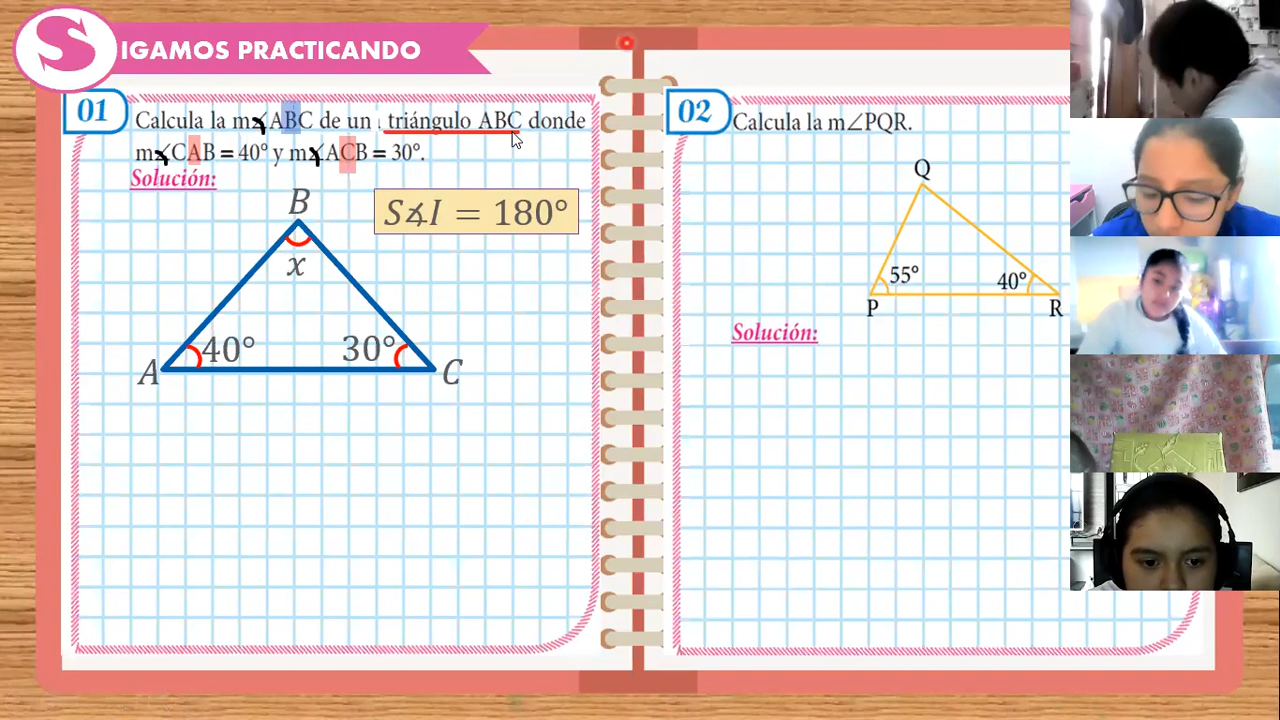 SIGAMOS PRACTICANDO
01
Calcula la m∡ABC de un triángulo ABC donde
m∡CAB = 40° y m∡ACB = 30°.
Solución:
S∡I = 180°
B
x
40°
30°
A
C
02
Calcula la m∠PQR.
Q
55°
40°
P
R
Solución: